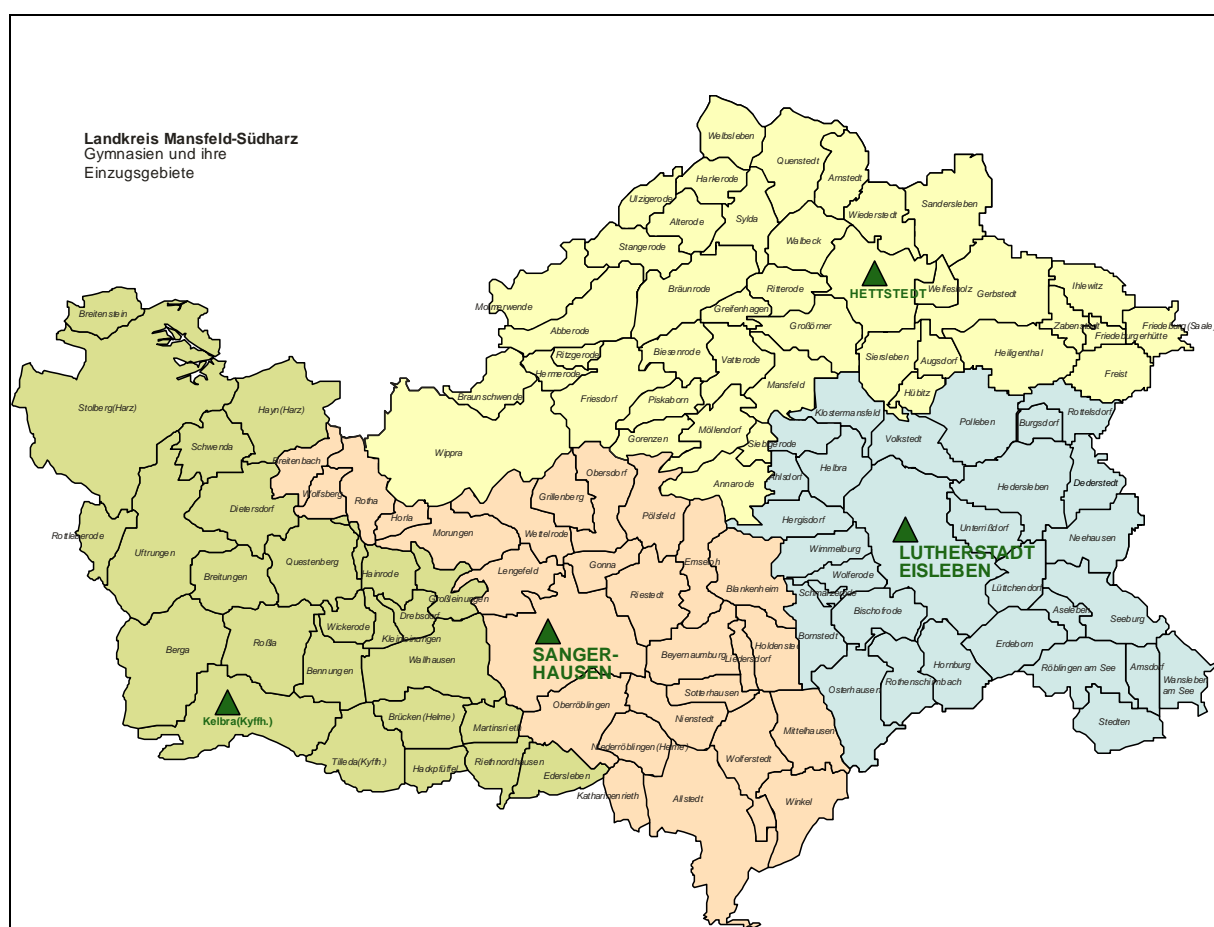 Landkreis Mansfeld-Südharz
Gymnasien und ihre
Einzugsgebiete
Welbsleben
Quenstedt
Arnstedt
Harkerode
Sandersleben
Ulzigerode
Alterode
Sylda
Wiederstedt
Walbeck
Stangerode
HETTSTEDT
Welfesholz
Gerbstedt
Ihlewitz
Bräunrode
Ritterode
Greifenhagen
Molmerwende
Breitenstein
Abberode
Großörner
Zabenstedt
Friedeburg(Saale)
Friedeburgerhütte
Ritzgerode
Biesenrode
Vatterode
Siersleben
Augsdorf
Heiligenthal
Hermerode
Freist
Mansfeld
Braunschwende
Friesdorf
Piskaborn
Hübitz
Stolberg(Harz)
Hayn(Harz)
Klostermansfeld
Rottelsdorf
Polleben
Burgsdorf
Möllendorf
Gorenzen
Siebigerode
Volkstedt
Schwenda
Wippra
Breitenbach
Helbra
Ahlsdorf
Obersdorf
Annarode
Grillenberg
Hedersleben
Dederstedt
Wolfsberg
Rotha
Dietersdorf
Horla
Pölsfeld
Hergisdorf
Unterrißdorf
Rottleberode
Morungen
Wettelrode
Neehausen
Uftrungen
Wimmelburg
LUTHERSTADT
EISLEBEN
Questenberg
Gonna
Emseloh
Lengefeld
Breitungen
Hainrode
Wolferode
Blankenheim
Lüttchendorf
Schmalzerode
Großleinungen
Riestedt
Aseleben
Bischofrode
Seeburg
Drebsdorf
Wickerode
Kleinleinungen
Bornstedt
Roßla
Berga
Holdenstedt
Erdeborn
SANGER-
HAUSEN
Beyernaumburg
Liedersdorf
Wallhausen
Bennungen
Hornburg
Röblingen am See
Amsdorf
Wansleben
am See
Osterhausen
Rothenschirmbach
Sotterhausen
Oberröblingen
Kelbra(Kyffh.)
Brücken(Helme)
Nienstedt
Martinsrieth
Mittelhausen
Stedten
Niederröblingen(Helme)
Wolferstedt
Tilleda(Kyffh.)
Hackpfüffel
Riethnordhausen
Edersleben
Katharinenrieth
Allstedt
Winkel